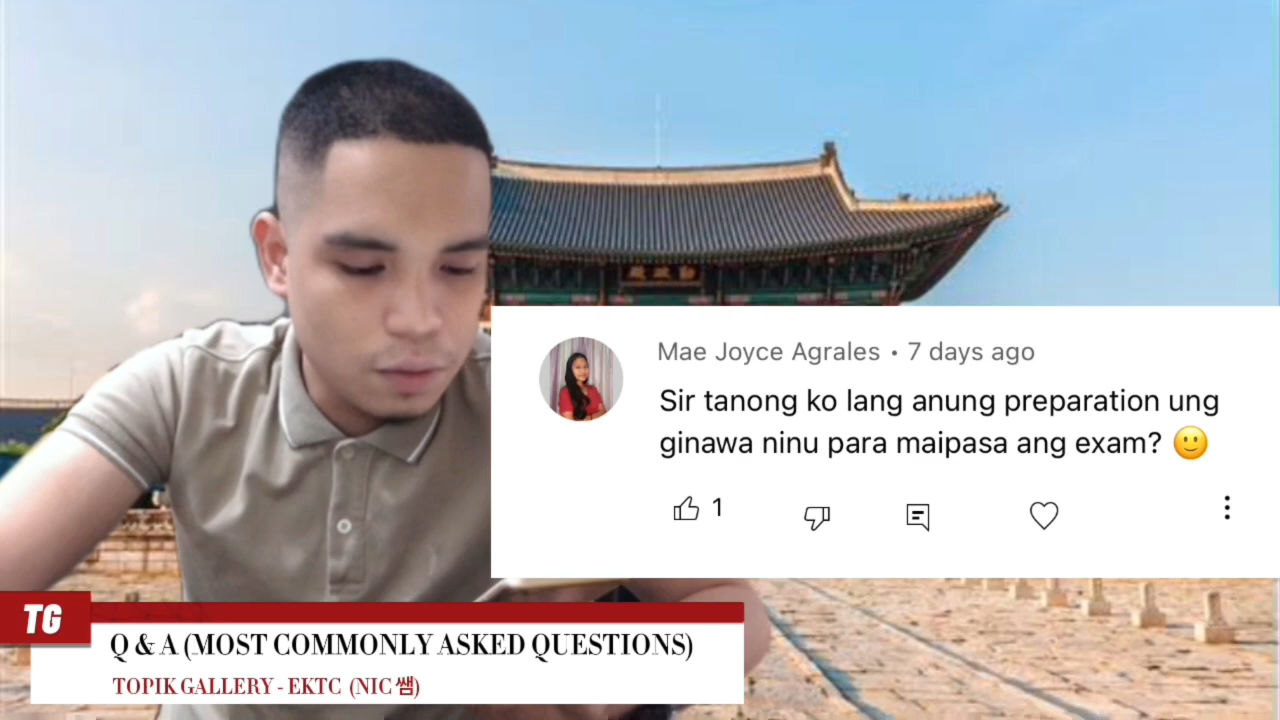 Mae Joyce Agrales • 7 days ago
Sir tanong ko lang anung preparation ung
ginawa ninu para maipasa ang exam? 🙂
1
TG
Q & A (MOST COMMONLY ASKED QUESTIONS)
TOPIK GALLERY - EKTC (NIC 쌤)